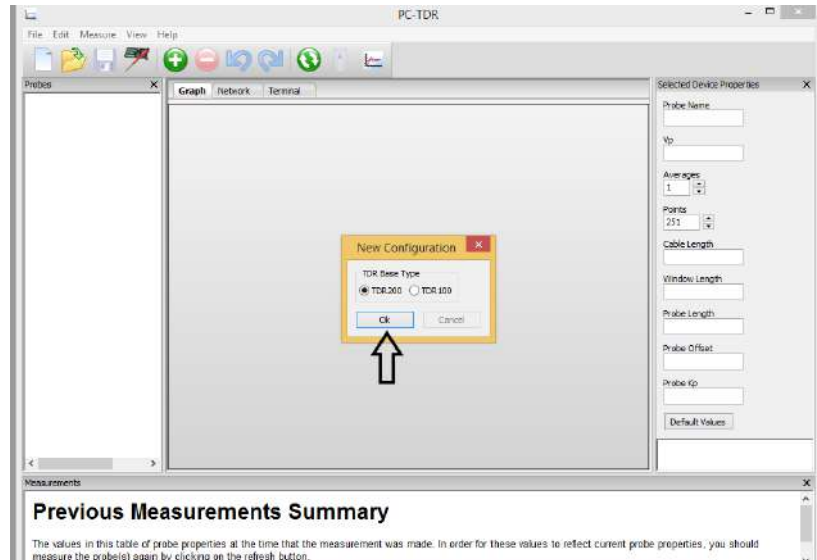 PC-TDR
File Edit Measure View Help
Probes
Graph Network Terminal
Selected Device Properties
Probe Name
Vp
Averages
1
Points
251
Cable Length
Window Length
Probe Length
Probe Offset
Probe Kp
Default Values
New Configuration
TDR Base Type
TDR200 TDR100
Ok Cancel
Measurements
Previous Measurements Summary
The values in this table of probe properties at the time that the measurement was made. In order for these values to reflect current probe properties, you should
measure the probe(s) again by clicking on the refresh button.